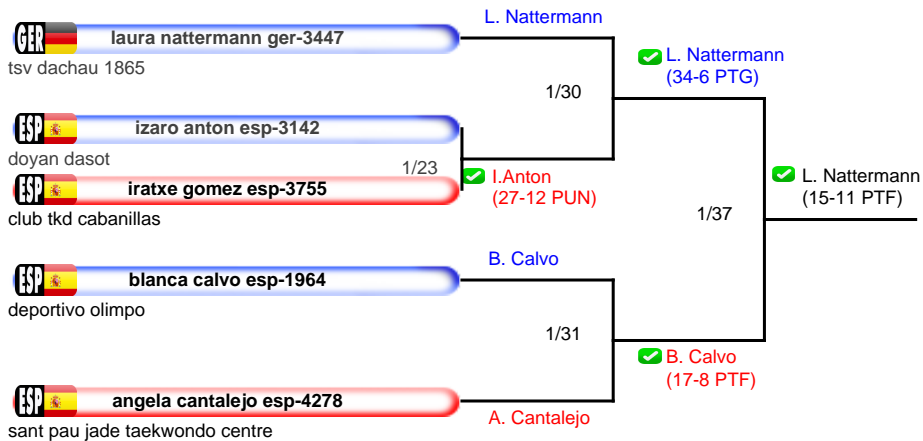 L. Nattermann
GER laura nattermann ger-3447
tsv dachau 1865
L. Nattermann
(34-6 PTG)
1/30
ESP izaro anton esp-3142
doyan dasot
1/23
I.Anton
(27-12 PUN)
ESP iratxe gomez esp-3755
club tkd cabanillas
L. Nattermann
(15-11 PTF)
1/37
B. Calvo
ESP blanca calvo esp-1964
deportivo olimpo
1/31
B. Calvo
(17-8 PTF)
ESP angela cantalejo esp-4278
A. Cantalejo
sant pau jade taekwondo centre